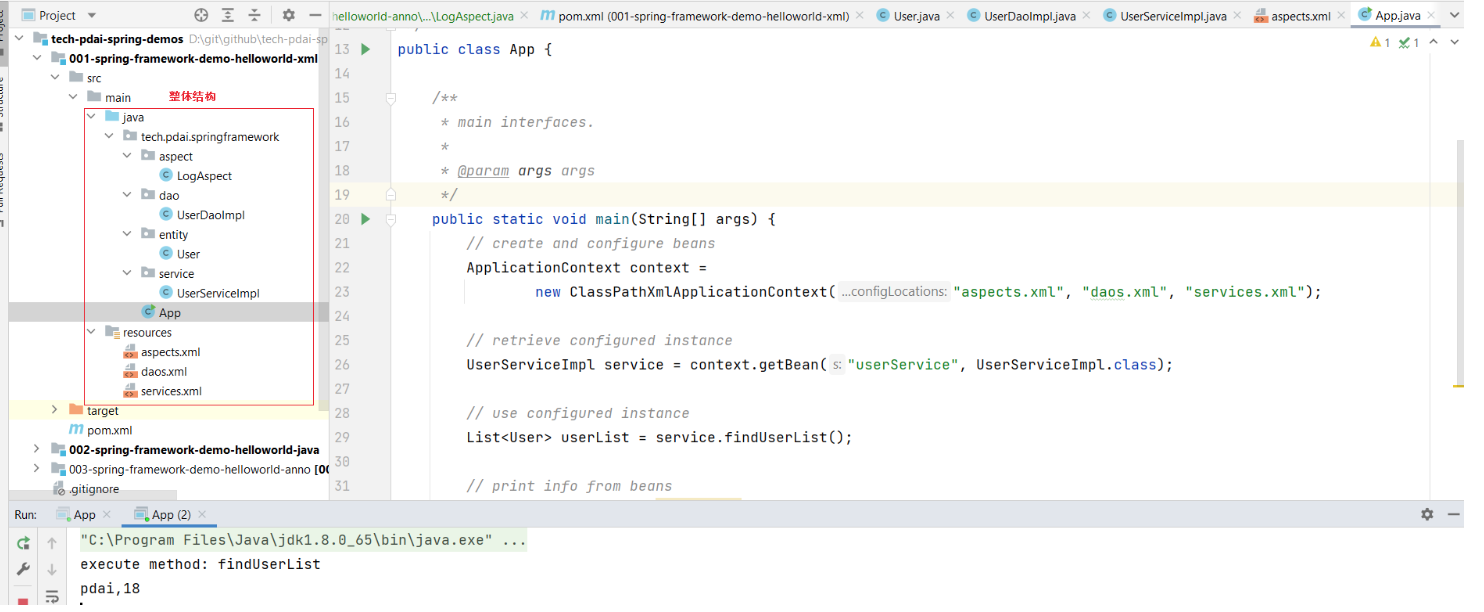 Project
helloworld-anno\...\LogAspect.java
pom.xml (001-spring-framework-demo-helloworld-xml)
User.java
UserDaoImpl.java
UserServiceImpl.java
aspects.xml
App.java
tech-pdai-spring-demos D:\git\github\tech-pdai-sp
001-spring-framework-demo-helloworld-xml
src
main
整体结构
java
tech.pdai.springframework
aspect
LogAspect
dao
UserDaoImpl
entity
User
service
UserServiceImpl
App
resources
aspects.xml
daos.xml
services.xml
target
pom.xml
002-spring-framework-demo-helloworld-java
003-spring-framework-demo-helloworld-anno [00
.gitignore
1 1
13 public class App {
14
15 /**
16 * main interfaces.
17 *
18 * @param args args
19 */
20 public static void main(String[] args) {
21 // create and configure beans
22 ApplicationContext context =
23 new ClassPathXmlApplicationContext( ...configLocations: "aspects.xml", "daos.xml", "services.xml");
24
25 // retrieve configured instance
26 UserServiceImpl service = context.getBean( s: "userService", UserServiceImpl.class);
27
28 // use configured instance
29 List<User> userList = service.findUserList();
30
31 // print info from beans
Run: App App (2)
"C:\Program Files\Java\jdk1.8.0_65\bin\java.exe" ...
execute method: findUserList
pdai,18